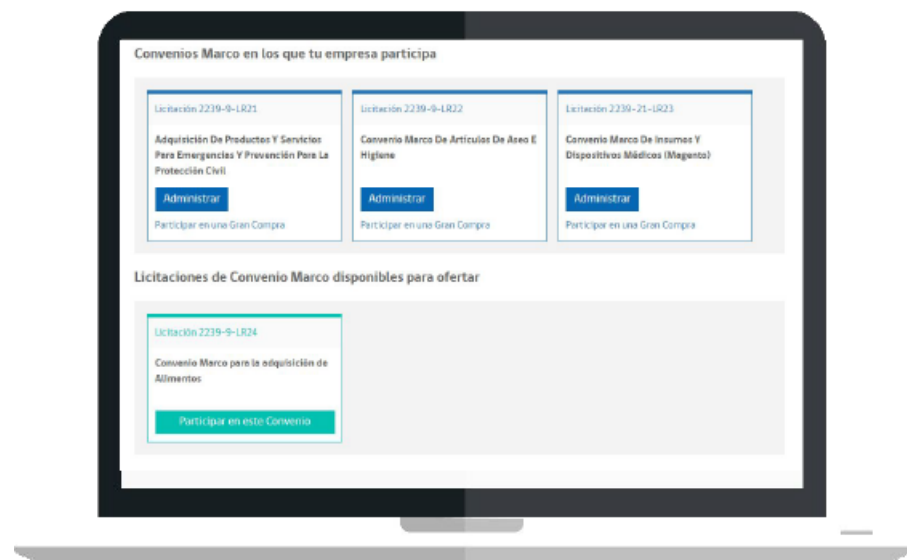 Convenios Marco en los que tu empresa participa
Licitación 2239-9-LR21
Adquisición De Productos Y Servicios
Para Emergencias Y Prevención Para La
Protección Civil
Administrar
Participar en una Gran Compra
Licitación 2239-9-LR22
Convenio Marco De Artículos De Aseo E
Higiene
Administrar
Participar en una Gran Compra
Licitación 2239-21-LR23
Convenio Marco De Insumos Y
Dispositivos Médicos (Magento)
Administrar
Participar en una Gran Compra
Licitaciones de Convenio Marco disponibles para ofertar
Licitación 2239-9-LR24
Convenio Marco para la adquisición de
Alimentos
Participar en este Convenio